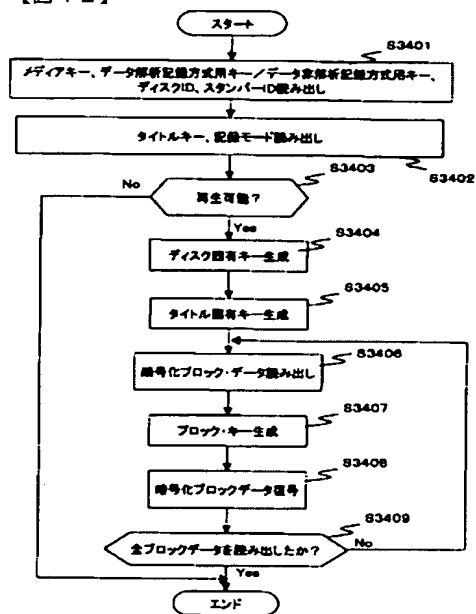 【図42】
スタート
S3401
メディアキー、データ解析記録方式用キー/データ非解析記録方式用キー、
ディスクID、スタンパーID読み出し
タイトルキー、記録モード読み出し
S3402
S3403
No
再生可能?
Yes
S3404
ディスク固有キー生成
S3405
タイトル固有キー生成
S3406
暗号化ブロック・データ読み出し
S3407
ブロック・キー生成
S3408
暗号化ブロックデータ復号
S3409
全ブロックデータを読み出したか?
No
Yes
エンド